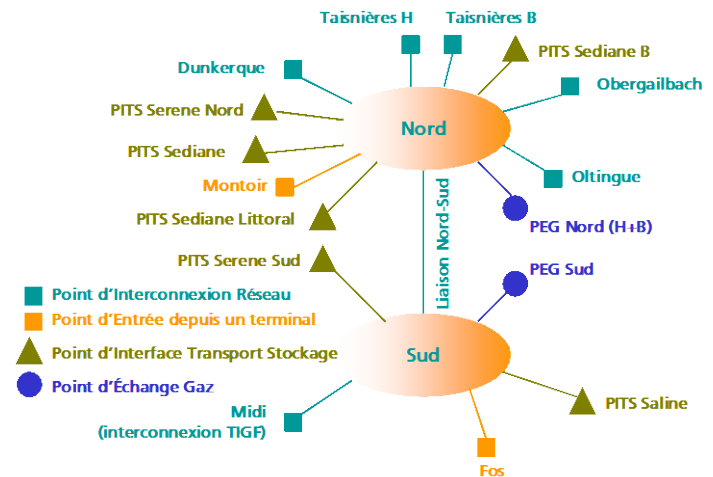 Taisnières H
Taisnières B
PITS Sediane B
Dunkerque
Obergailbach
PITS Serene Nord
Nord
PITS Sediane
Oltingue
Montoir
PITS Sediane Littoral
PEG Nord (H+B)
Liaison Nord-Sud
PITS Serene Sud
PEG Sud
Point d'Interconnexion Réseau
Point d'Entrée depuis un terminal
Point d'Interface Transport Stockage
Point d'Échange Gaz
Sud
Midi
(interconnexion TIGF)
PITS Saline
Fos